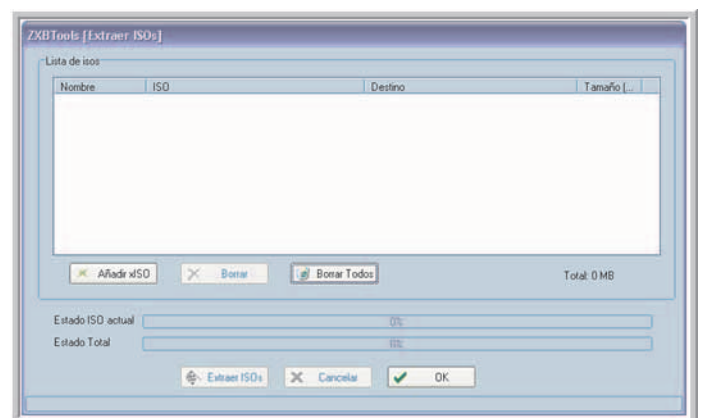 ZXBTools [Extraer ISOs]
Lista de isos
Nombre ISO Destino Tamaño (...
Añadir xISO Borrar Borrar Todos Total: 0 MB
Estado ISO actual 0%
Estado Total 0%
Extraer ISOs Cancelar OK